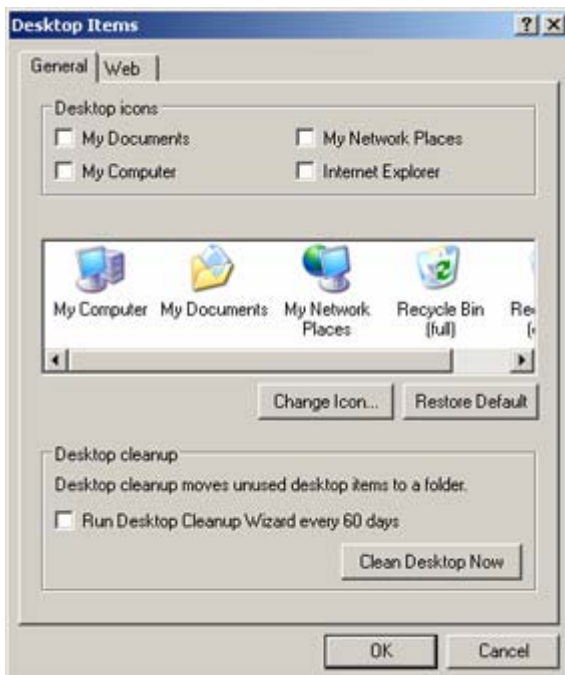 Desktop Items
General Web
Desktop icons
My Documents My Network Places
My Computer Internet Explorer
My Computer My Documents My Network Places Recycle Bin (full)
Change Icon... Restore Default
Desktop cleanup
Desktop cleanup moves unused desktop items to a folder.
Run Desktop Cleanup Wizard every 60 days
Clean Desktop Now
OK Cancel